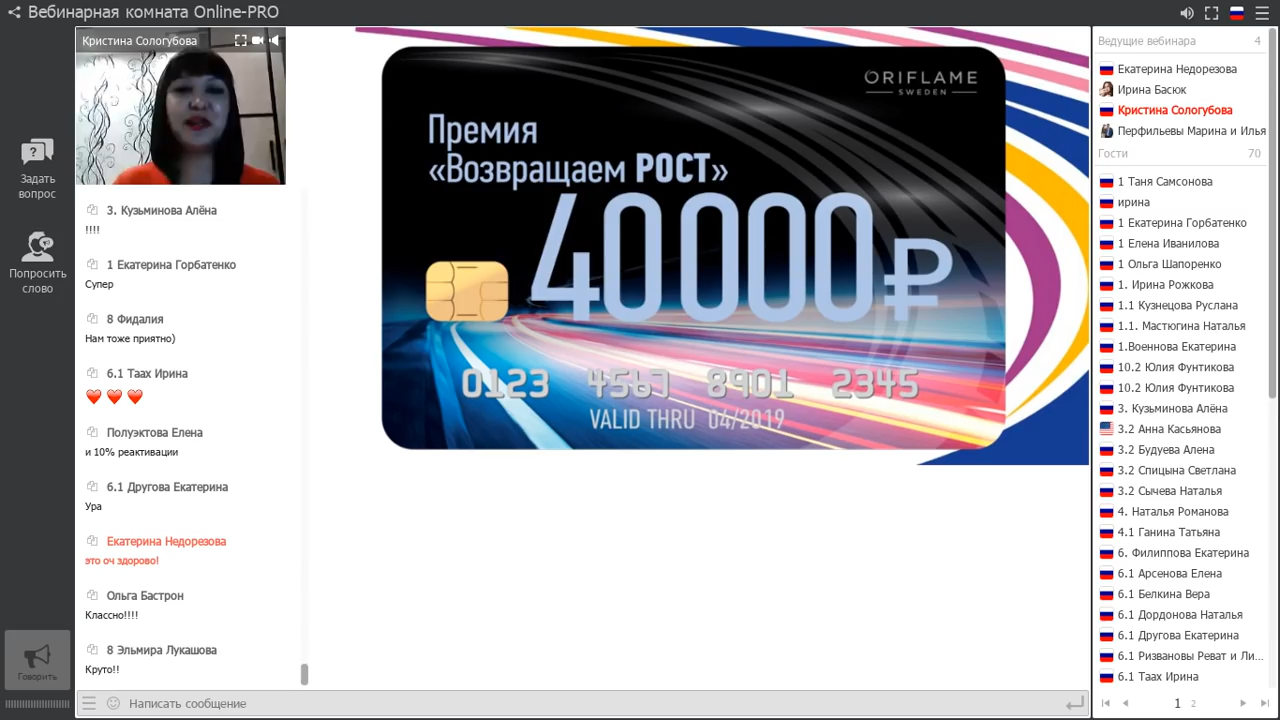 Вебинарная комната Online-PRO
Задать
вопрос
Попросить
слово
Говорить
Кристина Сологубова
3. Кузьминова Алёна
!!!!
1 Екатерина Горбатенко
Супер
8 Фидалия
Нам тоже приятно)
6.1 Таах Ирина
Полуэктова Елена
и 10% реактивации
6.1 Другова Екатерина
Ура
Екатерина Недорезова
это оч здорово!
Ольга Бастрон
Классно!!!!
8 Эльмира Лукашова
Круто!!
Написать сообщение
ORIFLAME
SWEDEN
Премия
«Возвращаем РОСТ»
40000₽
0123 4567 8901 2345
VALID THRU 04/2019
Ведущие вебинара 4
Екатерина Недорезова
Ирина Басюк
Кристина Сологубова
Перфильевы Марина и Илья
Гости 70
1 Таня Самсонова
ирина
1 Екатерина Горбатенко
1 Елена Иванилова
1 Ольга Шапоренко
1. Ирина Рожкова
1.1 Кузнецова Руслана
1.1. Мастюгина Наталья
1.Военнова Екатерина
10.2 Юлия Фунтикова
10.2 Юлия Фунтикова
3. Кузьминова Алёна
3.2 Анна Касьянова
3.2 Будуева Алена
3.2 Спицына Светлана
3.2 Сычева Наталья
4. Наталья Романова
4.1 Ганина Татьяна
6. Филиппова Екатерина
6.1 Арсенова Елена
6.1 Белкина Вера
6.1 Дордонова Наталья
6.1 Другова Екатерина
6.1 Ризвановы Реват и Ли...
6.1 Таах Ирина
1 2